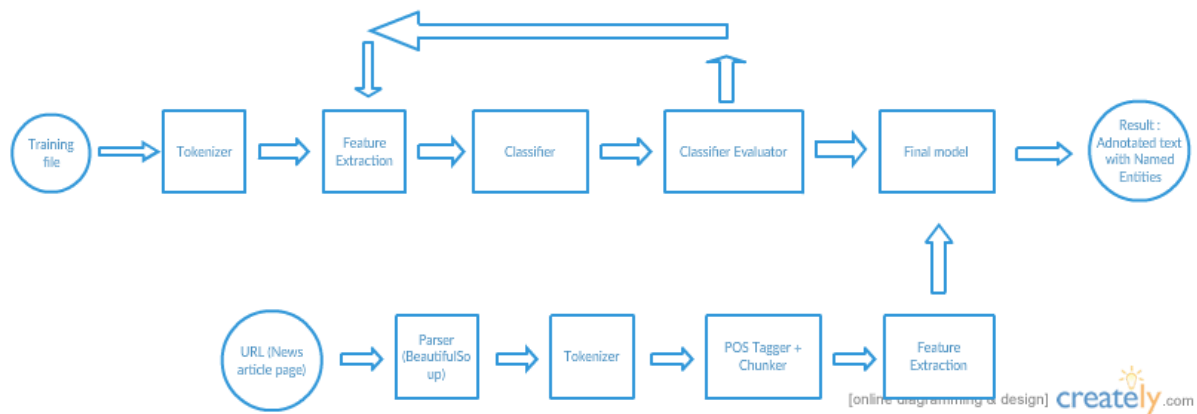 Training
file
Tokenizer
Feature
Extraction
Classifier
Classifier Evaluator
Final model
Result :
Adnotated text
with Named
Entities
URL (News
article page)
Parser
(BeautifulSo
up)
Tokenizer
POS Tagger +
Chunker
Feature
Extraction
[online diagramming & design] creately.com